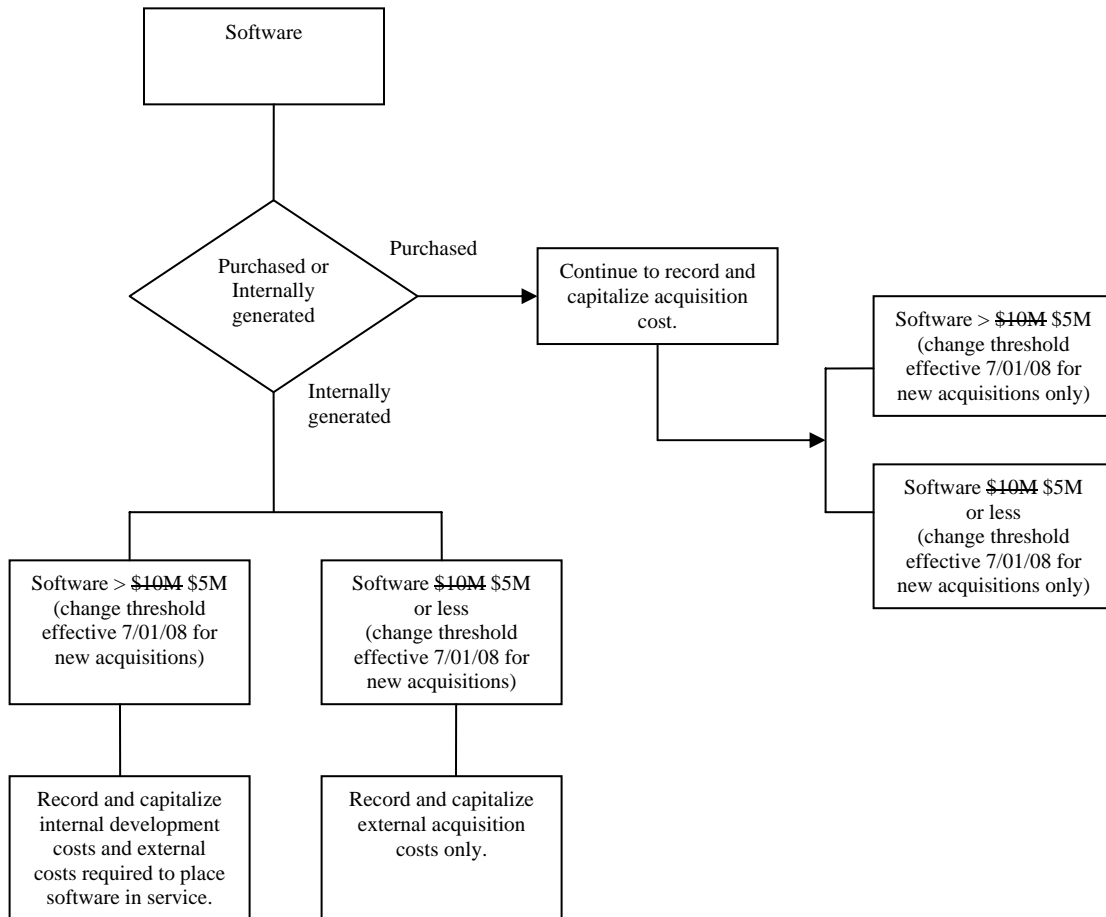 Software
Purchased or
Internally
generated
Purchased
Continue to record and
capitalize acquisition
cost.
Software > $10M $5M
(change threshold
effective 7/01/08 for
new acquisitions only)
Software $10M $5M
or less
(change threshold
effective 7/01/08 for
new acquisitions only)
Internally
generated
Software > $10M $5M
(change threshold
effective 7/01/08 for
new acquisitions)
Software $10M $5M
or less
(change threshold
effective 7/01/08 for
new acquisitions)
Record and capitalize
internal development
costs and external
costs required to place
software in service.
Record and capitalize
external acquisition
costs only.